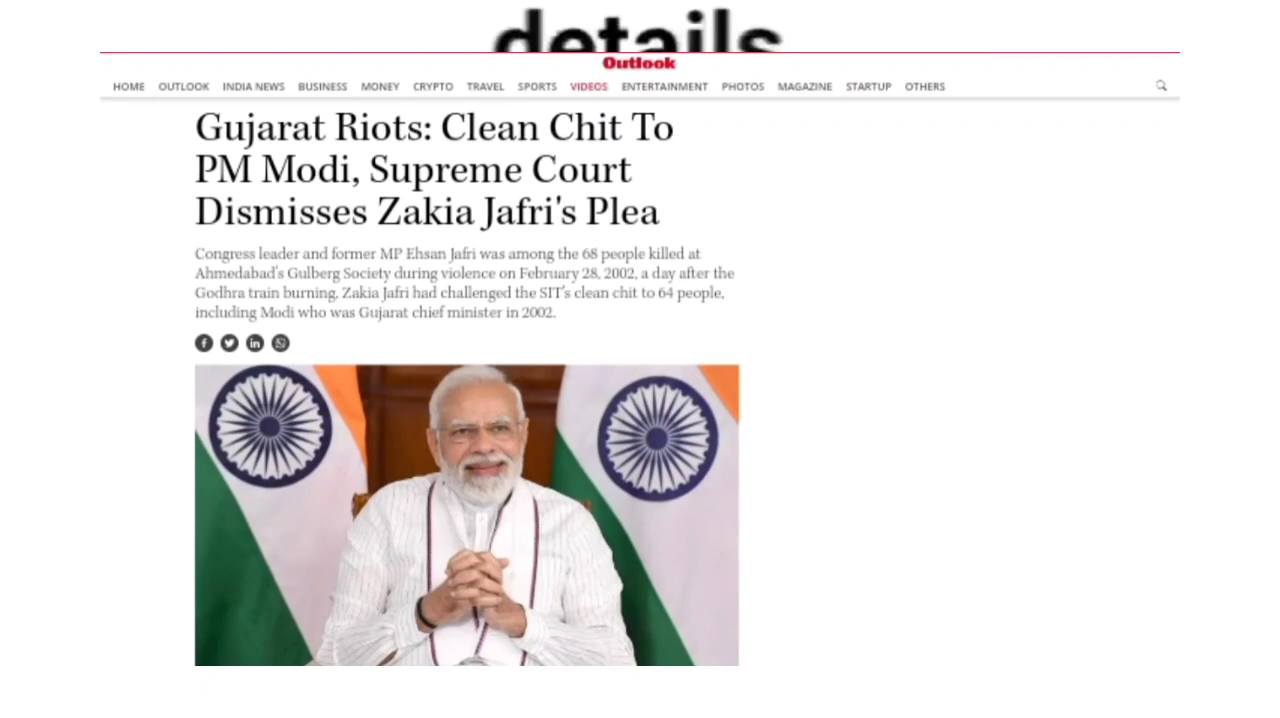 details
Outlook
HOME OUTLOOK INDIA NEWS BUSINESS MONEY CRYPTO TRAVEL SPORTS VIDEOS ENTERTAINMENT PHOTOS MAGAZINE STARTUP OTHERS
Gujarat Riots: Clean Chit To
PM Modi, Supreme Court
Dismisses Zakia Jafri's Plea
Congress leader and former MP Ehsan Jafri was among the 68 people killed at
Ahmedabad's Gulberg Society during violence on February 28, 2002, a day after the
Godhra train burning. Zakia Jafri had challenged the SIT's clean chit to 64 people,
including Modi who was Gujarat chief minister in 2002.